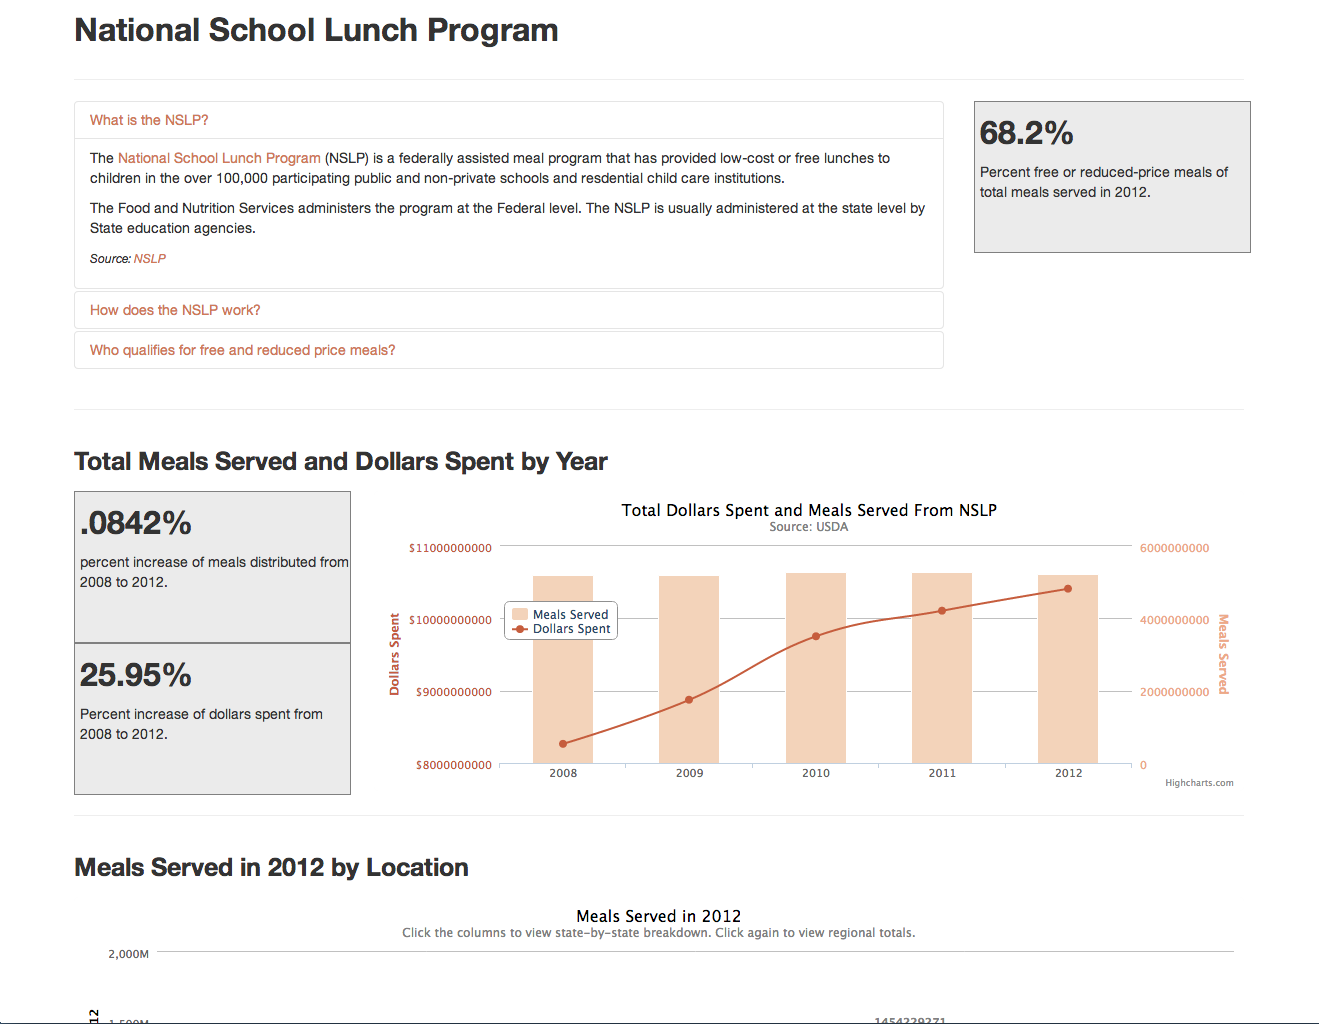 National School Lunch Program
What is the NSLP?
The National School Lunch Program (NSLP) is a federally assisted meal program that has provided low-cost or free lunches to
children in the over 100,000 participating public and non-private schools and resdential child care institutions.
The Food and Nutrition Services administers the program at the Federal level. The NSLP is usually administered at the state level by
State education agencies.
Source: NSLP
How does the NSLP work?
Who qualifies for free and reduced price meals?
68.2%
Percent free or reduced-price meals of
total meals served in 2012.
Total Meals Served and Dollars Spent by Year
.0842%
percent increase of meals distributed from
2008 to 2012.
25.95%
Percent increase of dollars spent from
2008 to 2012.
Total Dollars Spent and Meals Served From NSLP
Source: USDA
$11000000000
$10000000000
$9000000000
$8000000000
Dollars Spent
Meals Served
Dollars Spent
6000000000
4000000000
2000000000
0
Meals Served
2008 2009 2010 2011 2012
Highcharts.com
Meals Served in 2012 by Location
Meals Served in 2012
Click the columns to view state-by-state breakdown. Click again to view regional totals.
2,000M
12
1,500M
1454229271